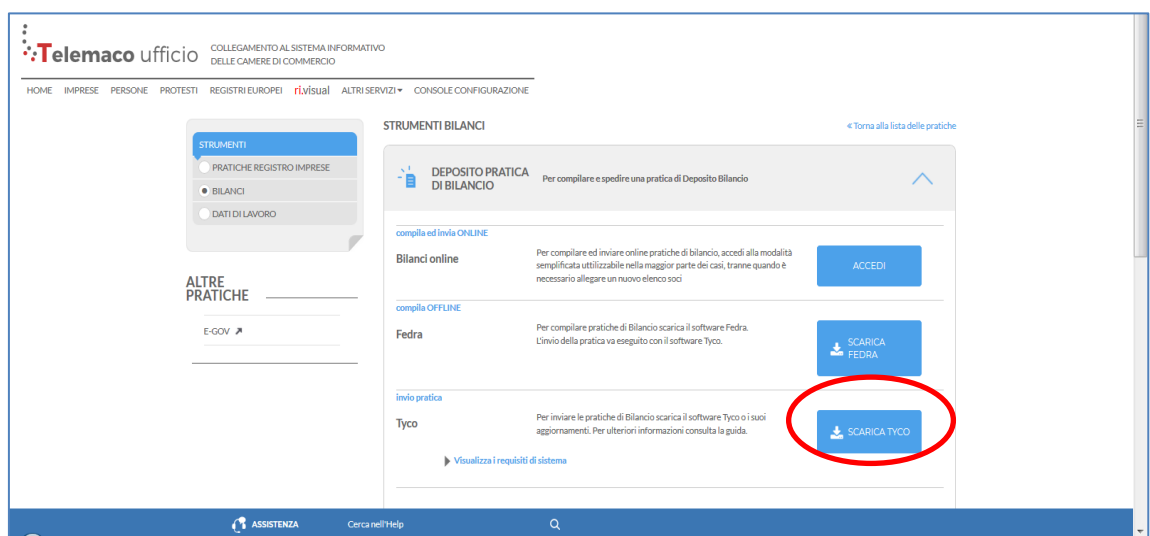 Telemaco ufficio
COLLEGAMENTO AL SISTEMA INFORMATIVO
DELLE CAMERE DI COMMERCIO
HOME IMPRESE PERSONE PROTESTI REGISTRI EUROPEI ri.visual ALTRI SERVIZI CONSOLE CONFIGURAZIONE
STRUMENTI
PRATICHE REGISTRO IMPRESE
BILANCI
DATI DI LAVORO
ALTRE
PRATICHE
E-GOV
STRUMENTI BILANCI
« Torna alla lista delle pratiche
DEPOSITO PRATICA
DI BILANCIO
Per compilare e spedire una pratica di Deposito Bilancio
compila ed invia ONLINE
Bilanci online
Per compilare ed inviare online pratiche di bilancio, accedi alla modalità
semplificata uttilizzabile nella maggior parte dei casi, tranne quando è
necessario allegare un nuovo elenco soci
ACCEDI
compila OFFLINE
Fedra
Per compilare pratiche di Bilancio scarica il software Fedra.
L'invio della pratica va eseguito con il software Tyco.
SCARICA
FEDRA
invio pratica
Tyco
Per inviare le pratiche di Bilancio scarica il software Tyco o i suoi
aggiornamenti. Per ulteriori informazioni consulta la guida.
SCARICA TYCO
Visualizza i requisiti di sistema
ASSISTENZA
Cerca nell'Help